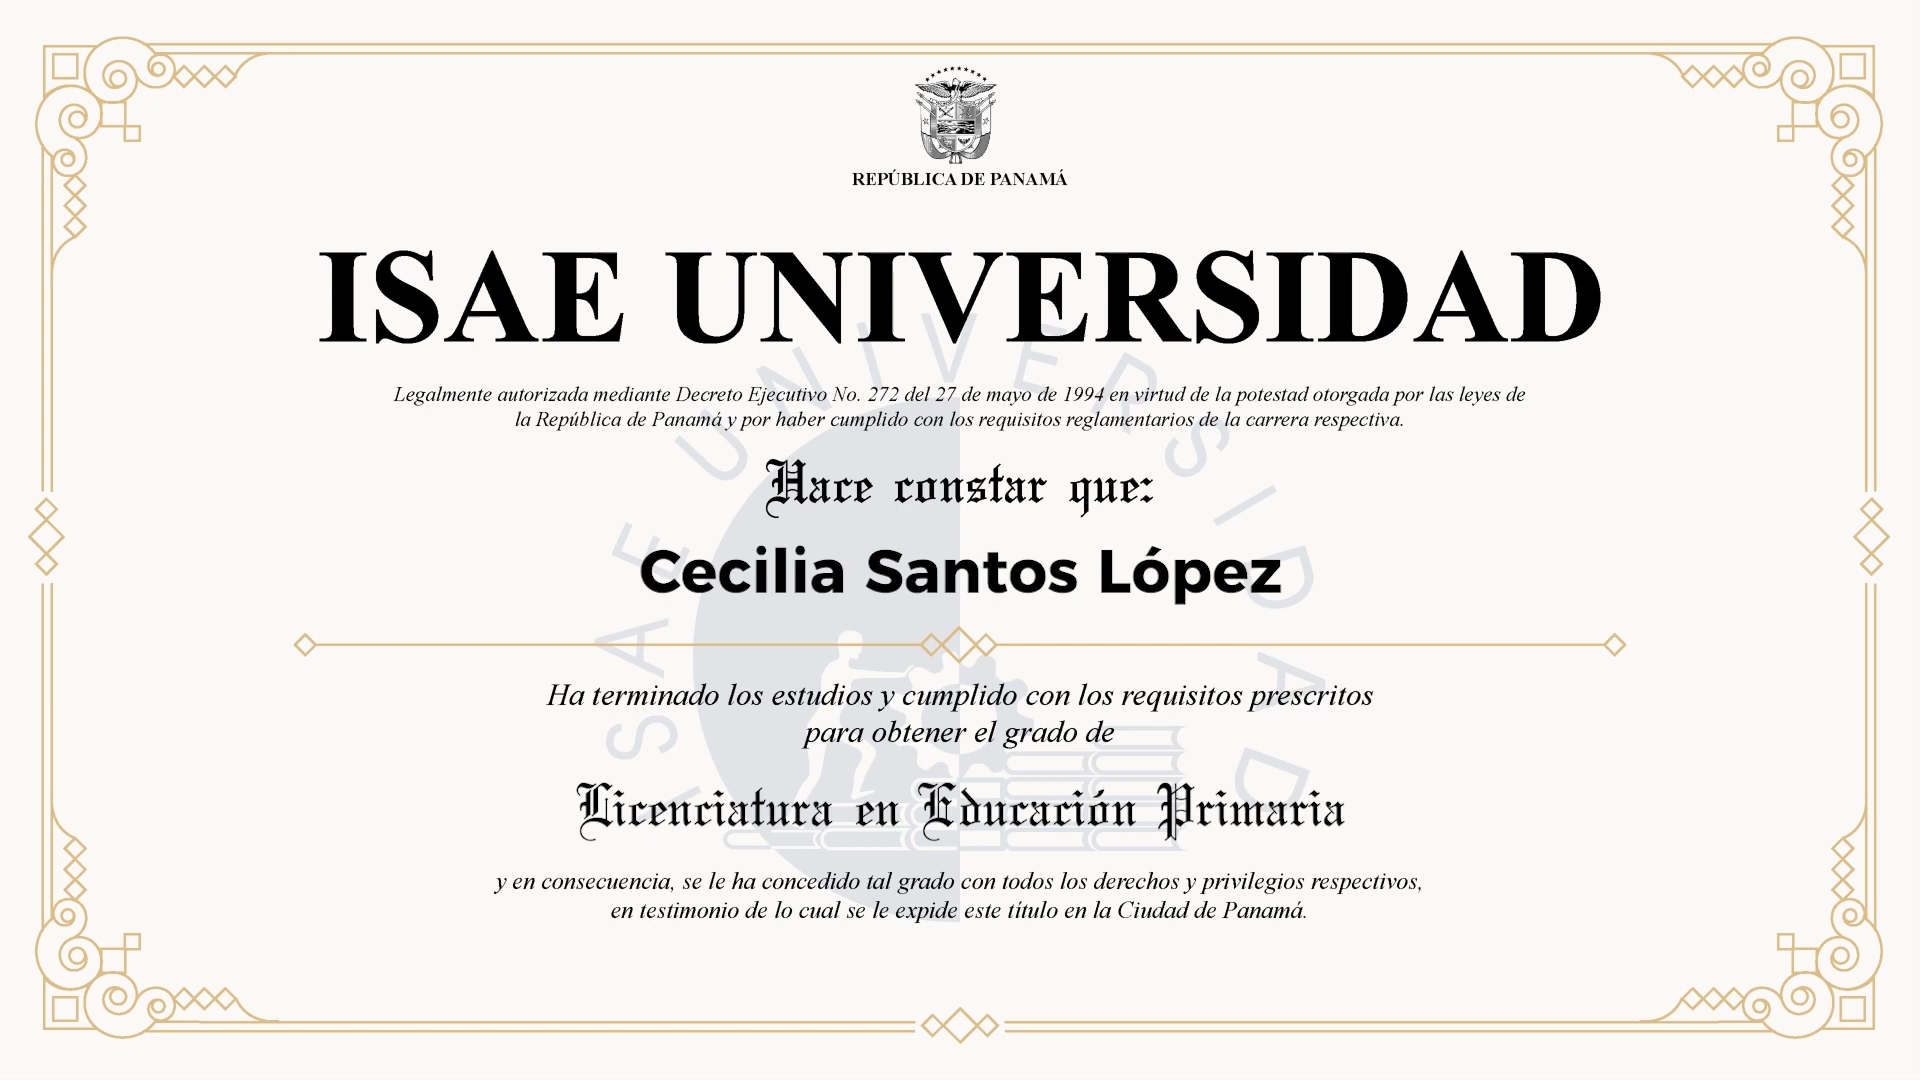 REPÚBLICA DE PANAMÁ
ISAE UNIVERSIDAD
Legalmente autorizada mediante Decreto Ejecutivo No. 272 del 27 de mayo de 1994 en virtud de la potestad otorgada por las leyes de
la República de Panamá y por haber cumplido con los requisitos reglamentarios de la carrera respectiva.
Hace constar que:
Cecilia Santos López
Ha terminado los estudios y cumplido con los requisitos prescritos
para obtener el grado de
Licenciatura en Educación Primaria
y en consecuencia, se le ha concedido tal grado con todos los derechos y privilegios respectivos,
en testimonio de lo cual se le expide este título en la Ciudad de Panamá.
ISAE UNIVERSIDAD